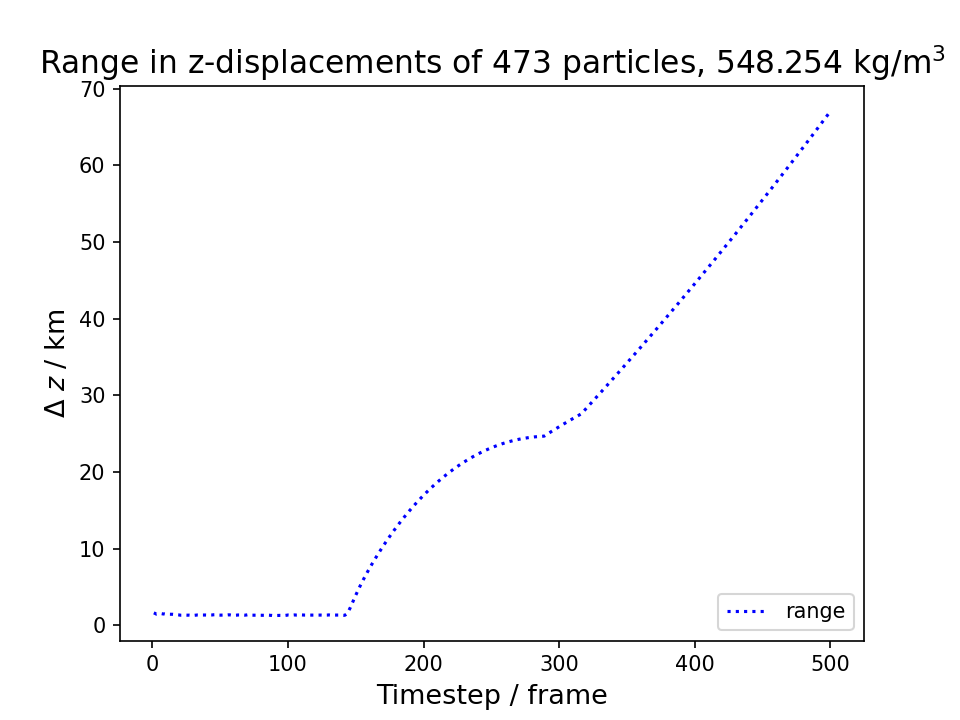 Range in z-displacements of 473 particles, 548.254 kg/m³
70
60
50
40
30
20
10
0
Δ z / km
range
0 100 200 300 400 500
Timestep / frame